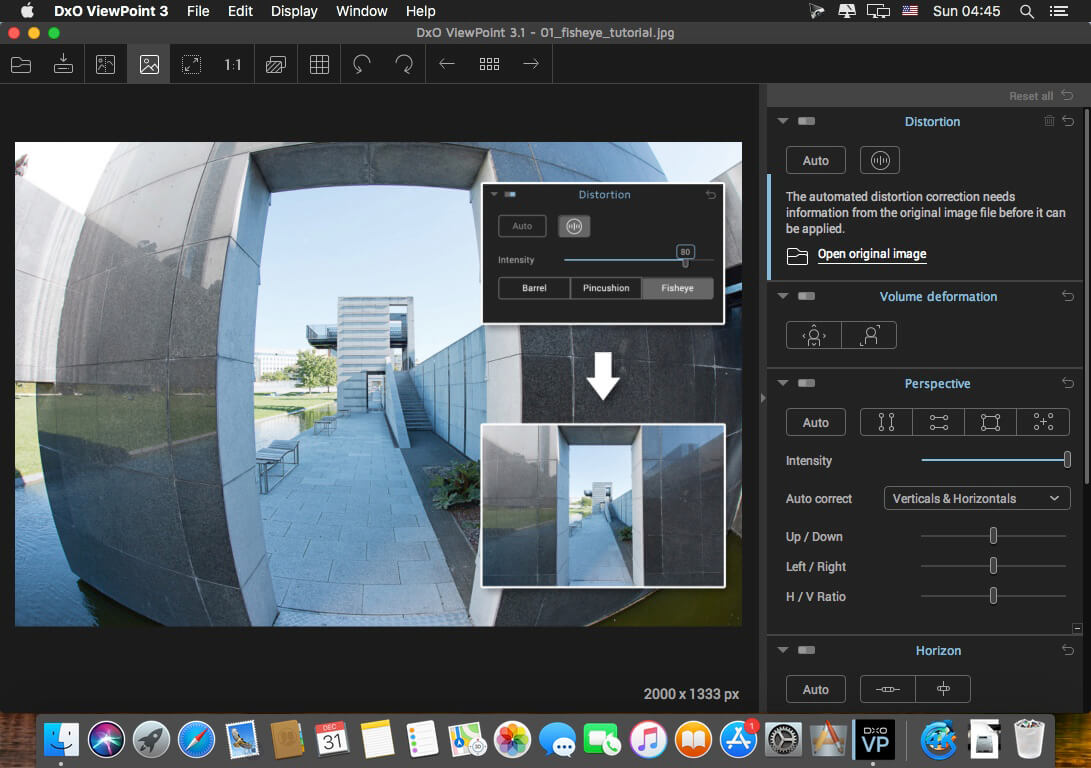 DxO ViewPoint 3 File Edit Display Window Help Sun 04:45
DxO ViewPoint 3.1 - 01_fisheye_tutorial.jpg
1:1
Reset all
Distortion
Auto
The automated distortion correction needs
information from the original image file before it can
be applied.
Open original image
Volume deformation
Perspective
Auto
Intensity
Auto correct Verticals & Horizontals
Up / Down
Left / Right
H / V Ratio
Horizon
Auto
Distortion
Auto
Intensity 80
Barrel Pincushion Fisheye
2000 x 1333 px
DEC
31
3D
1
DXO
VP
4K